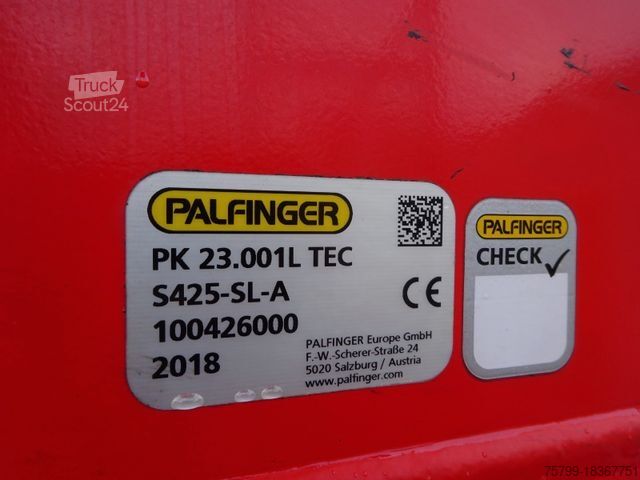 Truck
Scout24
PALFINGER
PK 23.001L TEC
S425-SL-A
100426000
2018
CE
PALFINGER Europe GmbH
F.-W.-Scherer-Straße 24
5020 Salzburg / Austria
www.palfinger.com
PALFINGER
CHECK
75799-18367751